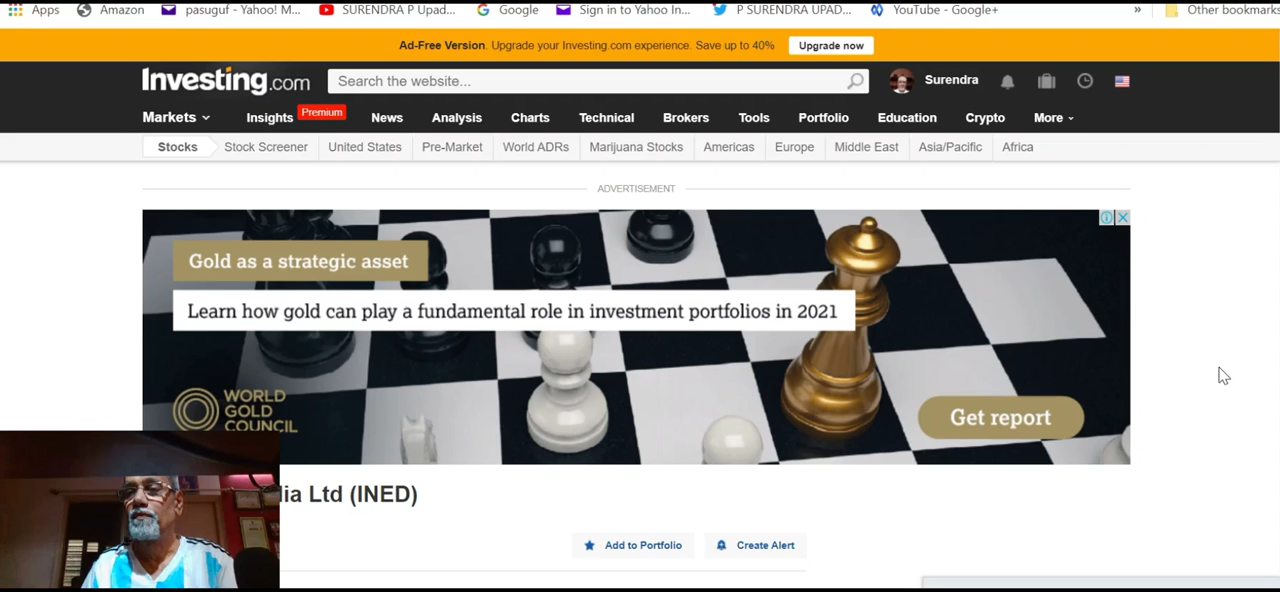 Apps Amazon pasuguf - Yahoo! M... SURENDRA P Upad... Google Sign in to Yahoo In... P SURENDRA UPAD... YouTube - Google+ » Other bookmarks
Ad-Free Version. Upgrade your Investing.com experience. Save up to 40% Upgrade now
Investing.com Search the website... Surendra
Markets Insights Premium News Analysis Charts Technical Brokers Tools Portfolio Education Crypto More
Stocks Stock Screener United States Pre-Market World ADRs Marijuana Stocks Americas Europe Middle East Asia/Pacific Africa
ADVERTISEMENT
Gold as a strategic asset
Learn how gold can play a fundamental role in investment portfolios in 2021
WORLD
GOLD
COUNCIL
Get report
dia Ltd (INED)
Add to Portfolio Create Alert